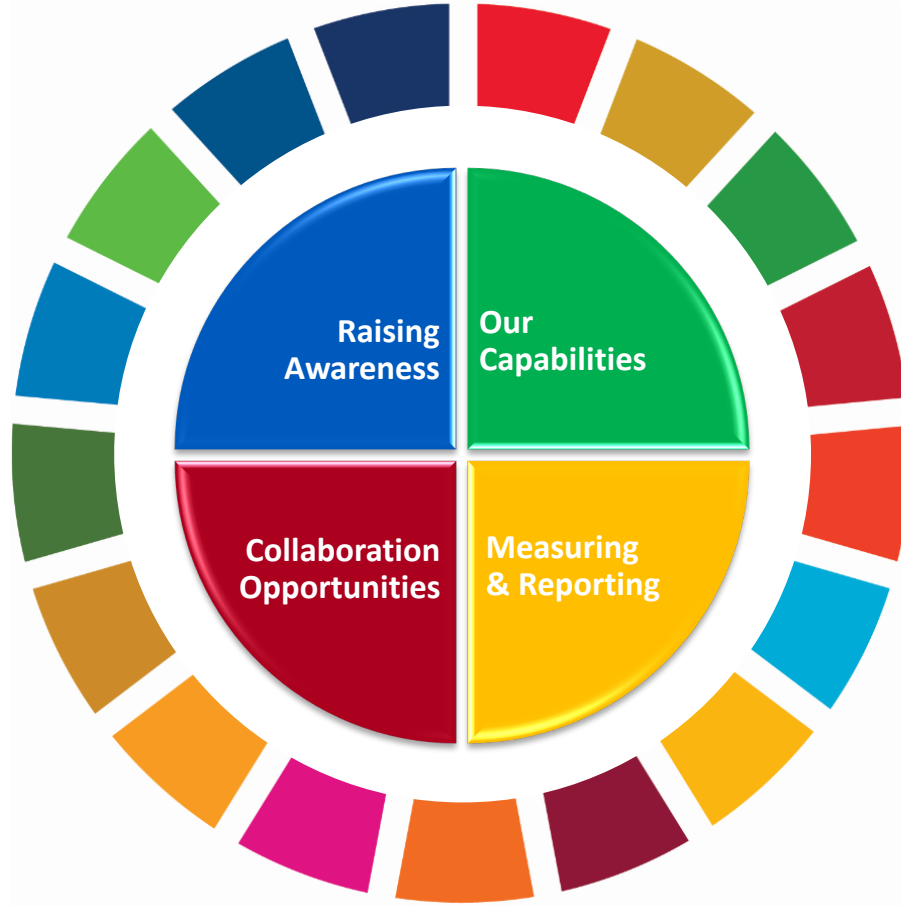 Raising
Awareness
Our
Capabilities
Collaboration
Opportunities
Measuring
& Reporting